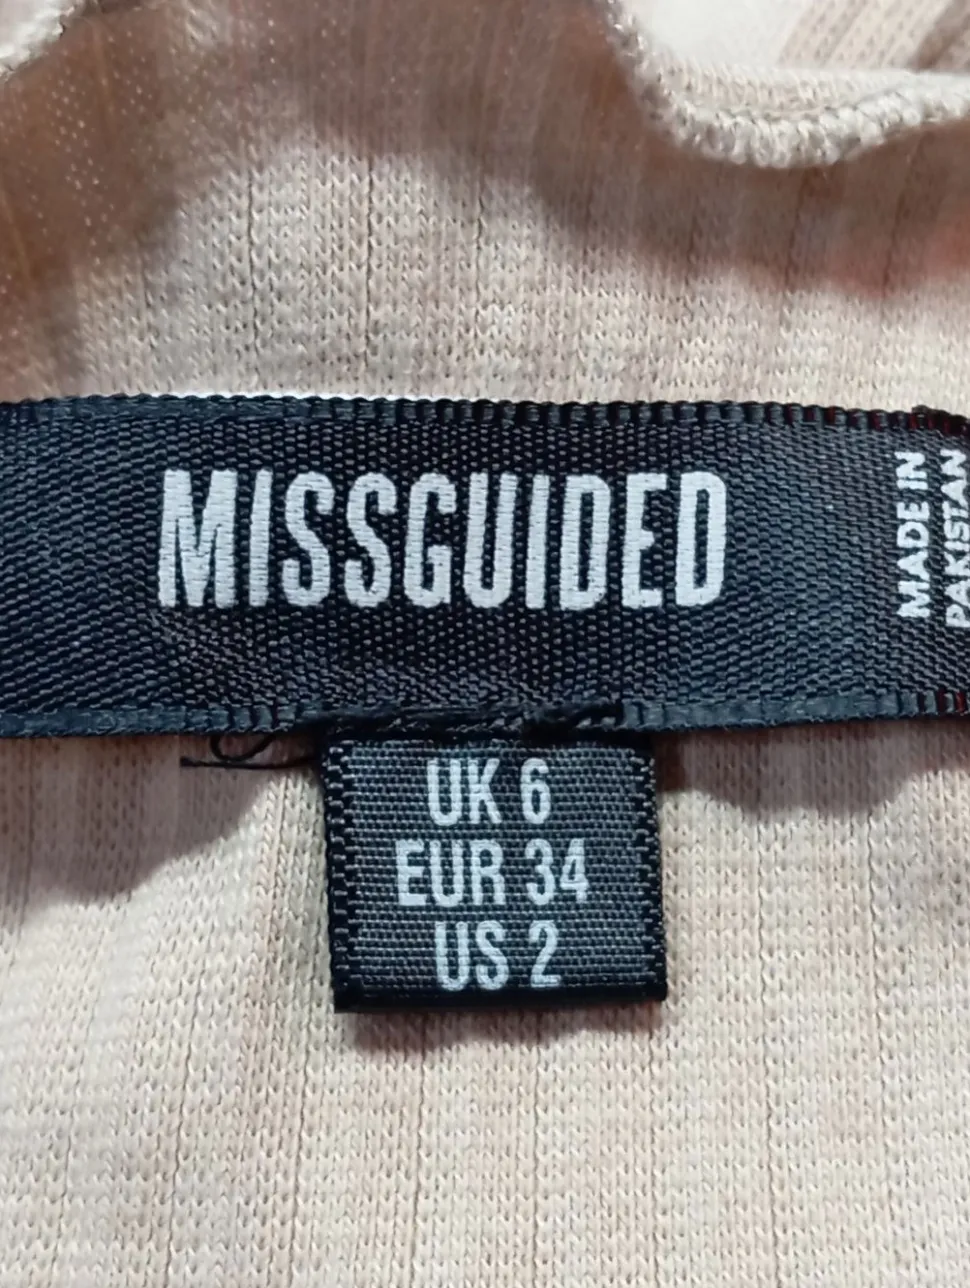 MISSGUIDED
MADE IN
PAKISTAN
UK 6
EUR 34
US 2